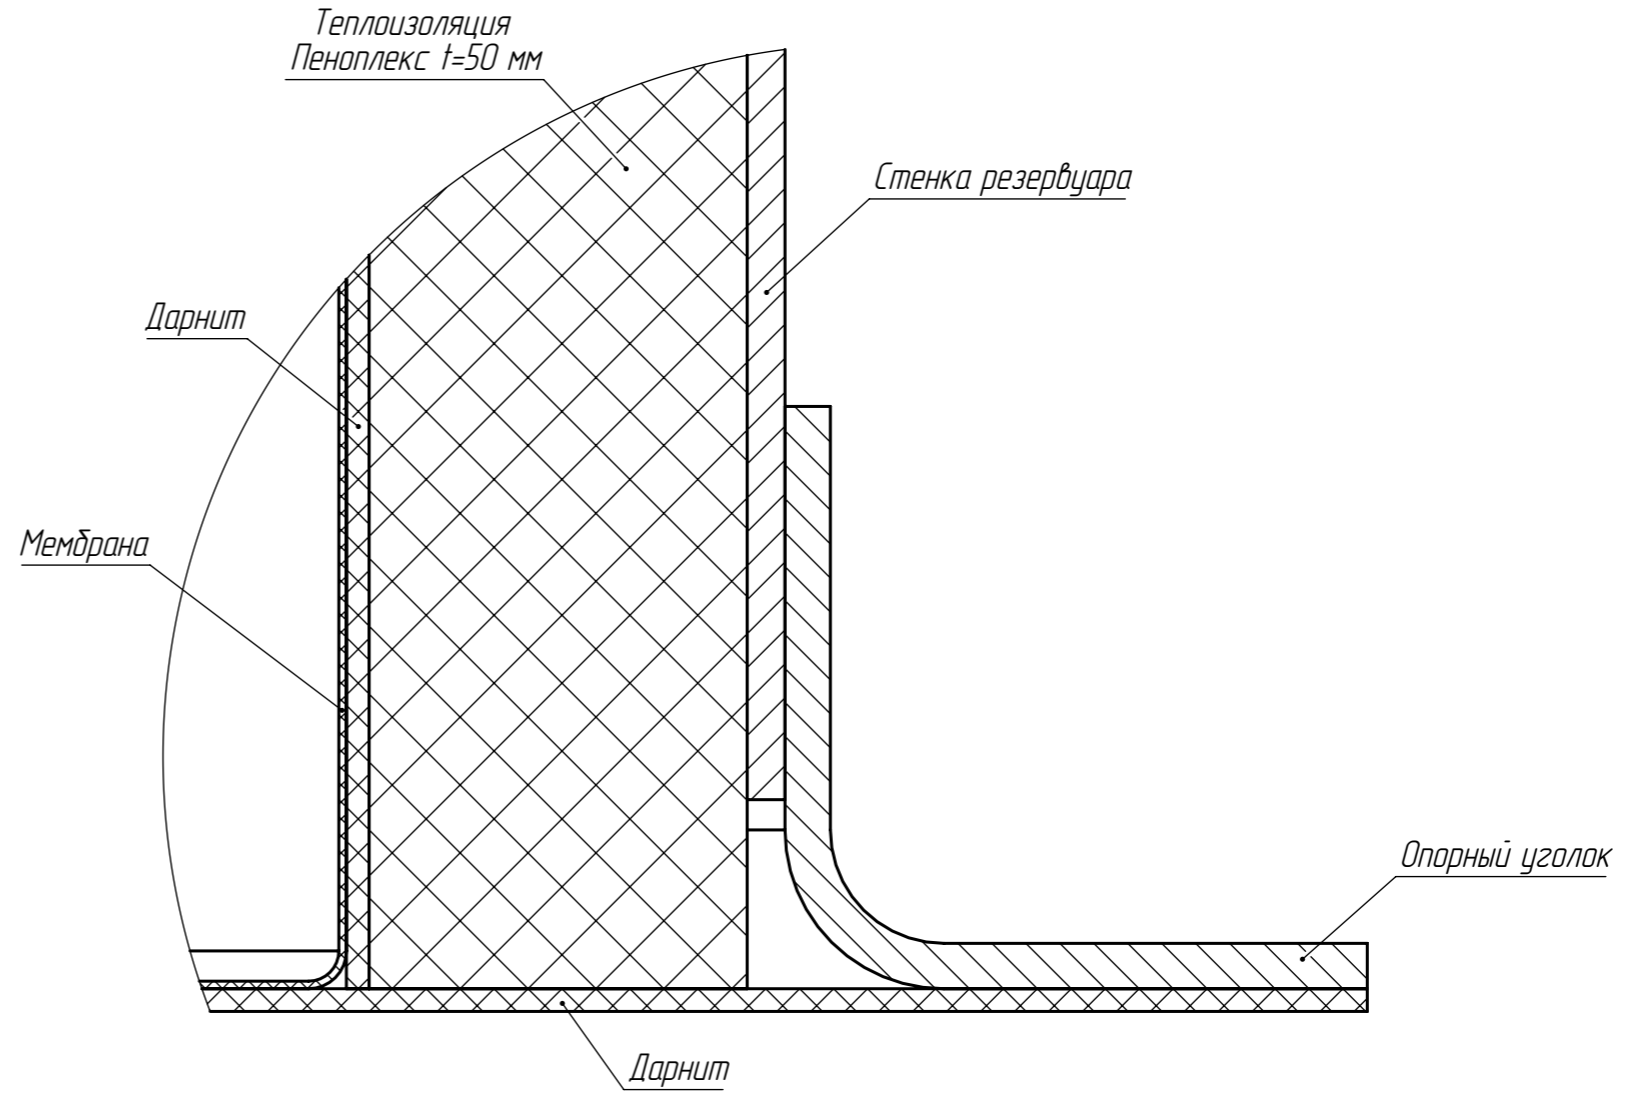 Теплоизоляция
Пеноплекс t=50 мм
Стенка резервуара
Дарнит
Мембрана
Опорный уголок
Дарнит